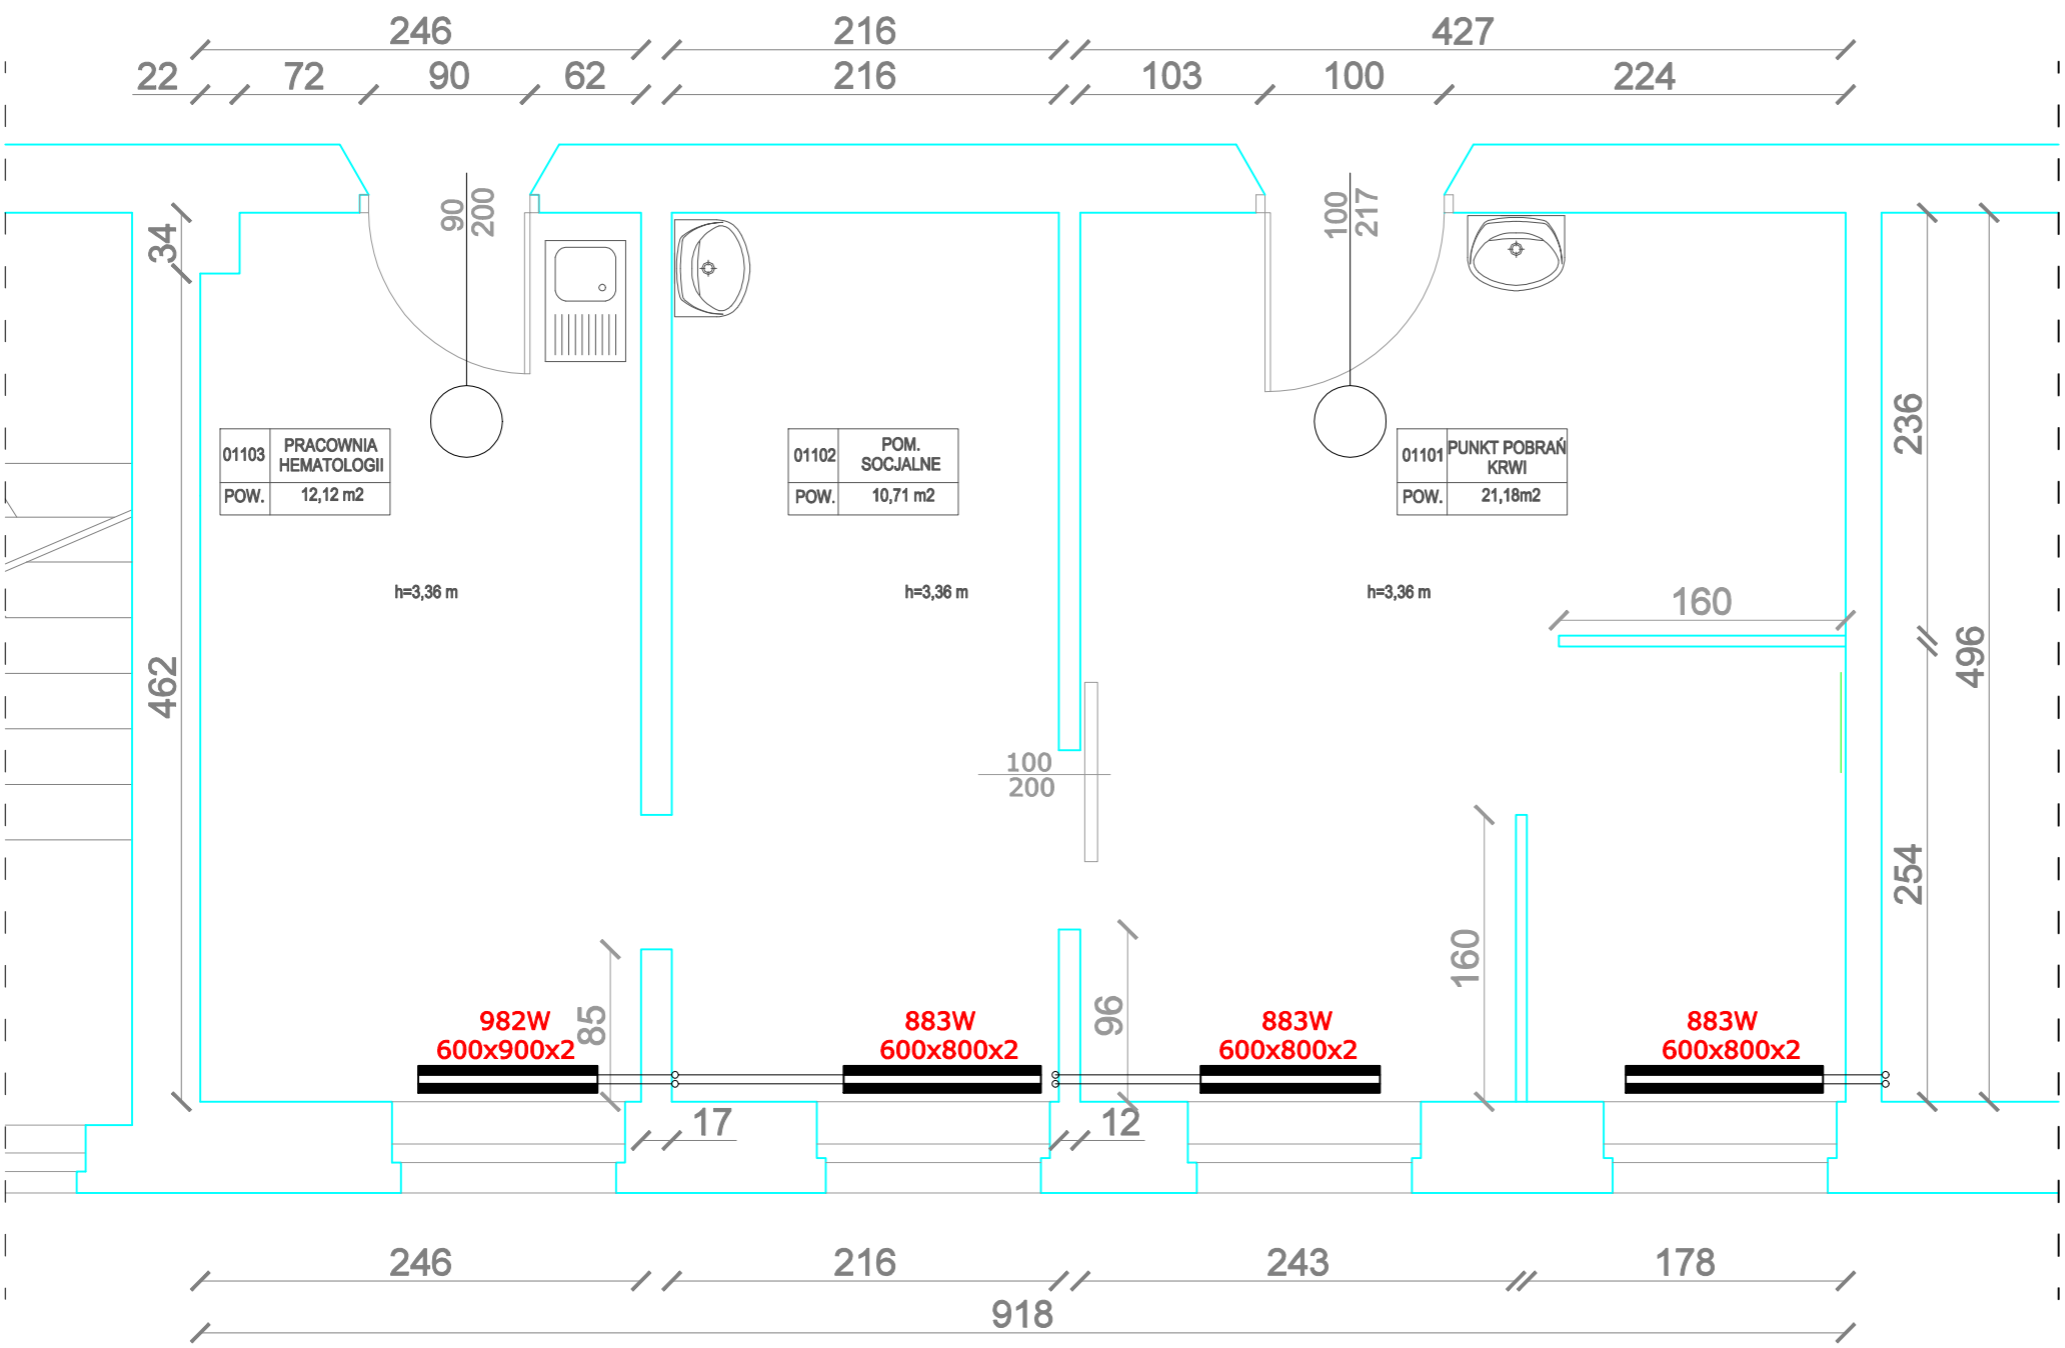 246
216
427
22
72
90
62
216
103
100
224
90
200
100
217
34
01103
PRACOWNIA
HEMATOLOGII
POW.
12,12 m2
01102
POM.
SOCJALNE
POW.
10,71 m2
01101
PUNKT POBRAŃ
KRWI
POW.
21,18m2
236
h=3,36 m
h=3,36 m
h=3,36 m
160
462
496
100
200
254
160
85
96
982W
600x900x2
883W
600x800x2
883W
600x800x2
883W
600x800x2
17
12
246
216
243
178
918